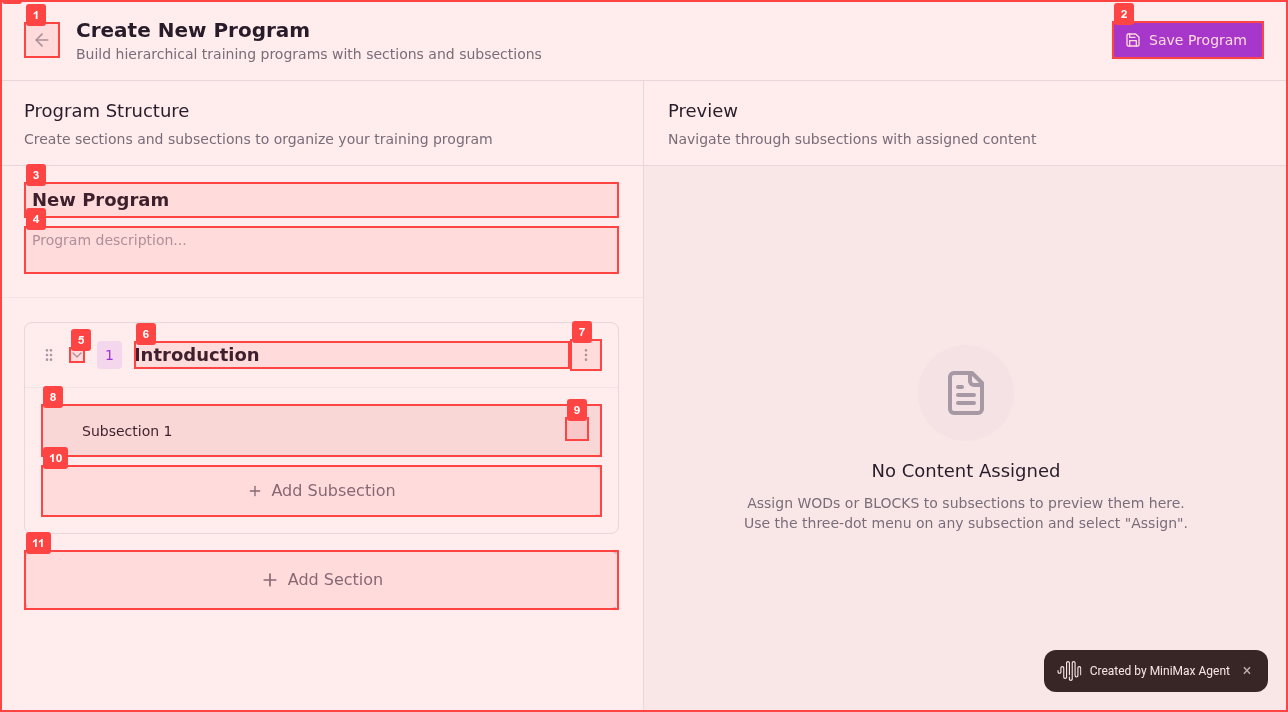 1
Create New Program
Build hierarchical training programs with sections and subsections
2
Save Program
Program Structure
Create sections and subsections to organize your training program
Preview
Navigate through subsections with assigned content
3
New Program
4
Program description...
5
1
6
Introduction
7
8
Subsection 1
9
10
Add Subsection
11
Add Section
No Content Assigned
Assign WODs or BLOCKS to subsections to preview them here.
Use the three-dot menu on any subsection and select "Assign".
Created by MiniMax Agent ×